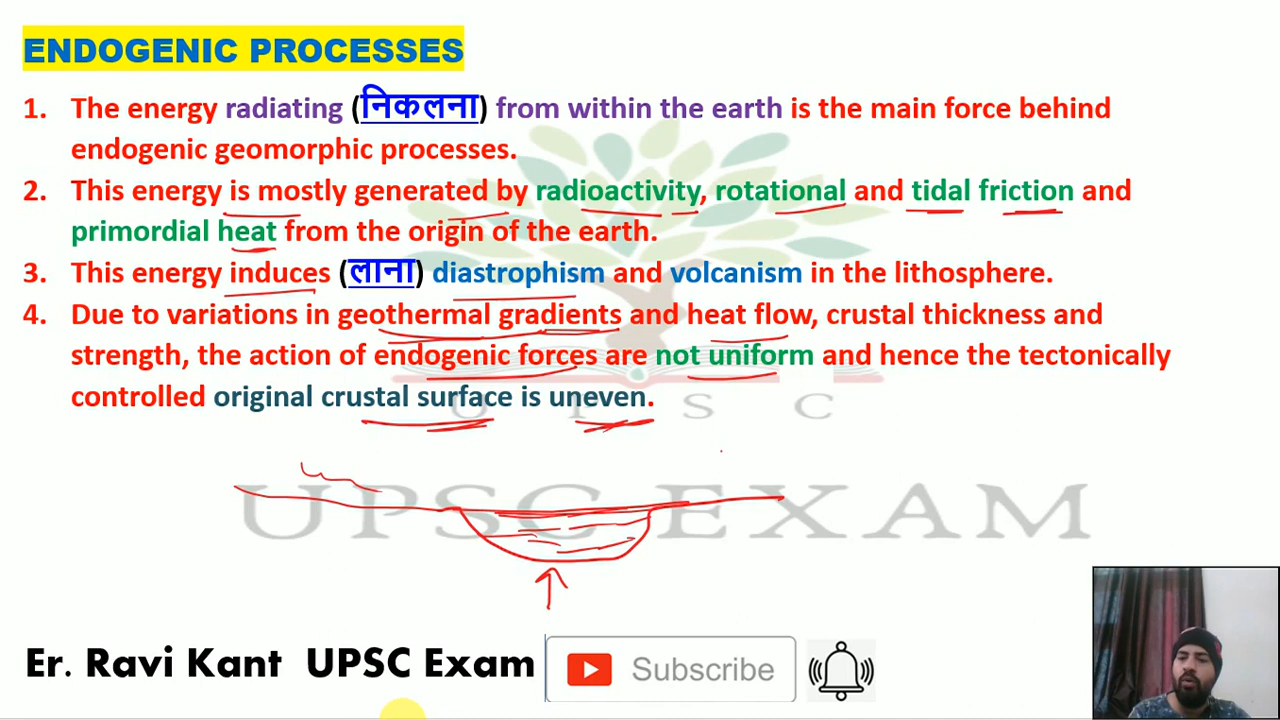 ENDOGENIC PROCESSES
1. The energy radiating (निकलना) from within the earth is the main force behind
endogenic geomorphic processes.
2. This energy is mostly generated by radioactivity, rotational and tidal friction and
primordial heat from the origin of the earth.
3. This energy induces (लाना) diastrophism and volcanism in the lithosphere.
4. Due to variations in geothermal gradients and heat flow, crustal thickness and
strength, the action of endogenic forces are not uniform and hence the tectonically
controlled original crustal surface is uneven.
U P S C
UPSC EXAM
Er. Ravi Kant UPSC Exam
Subscribe